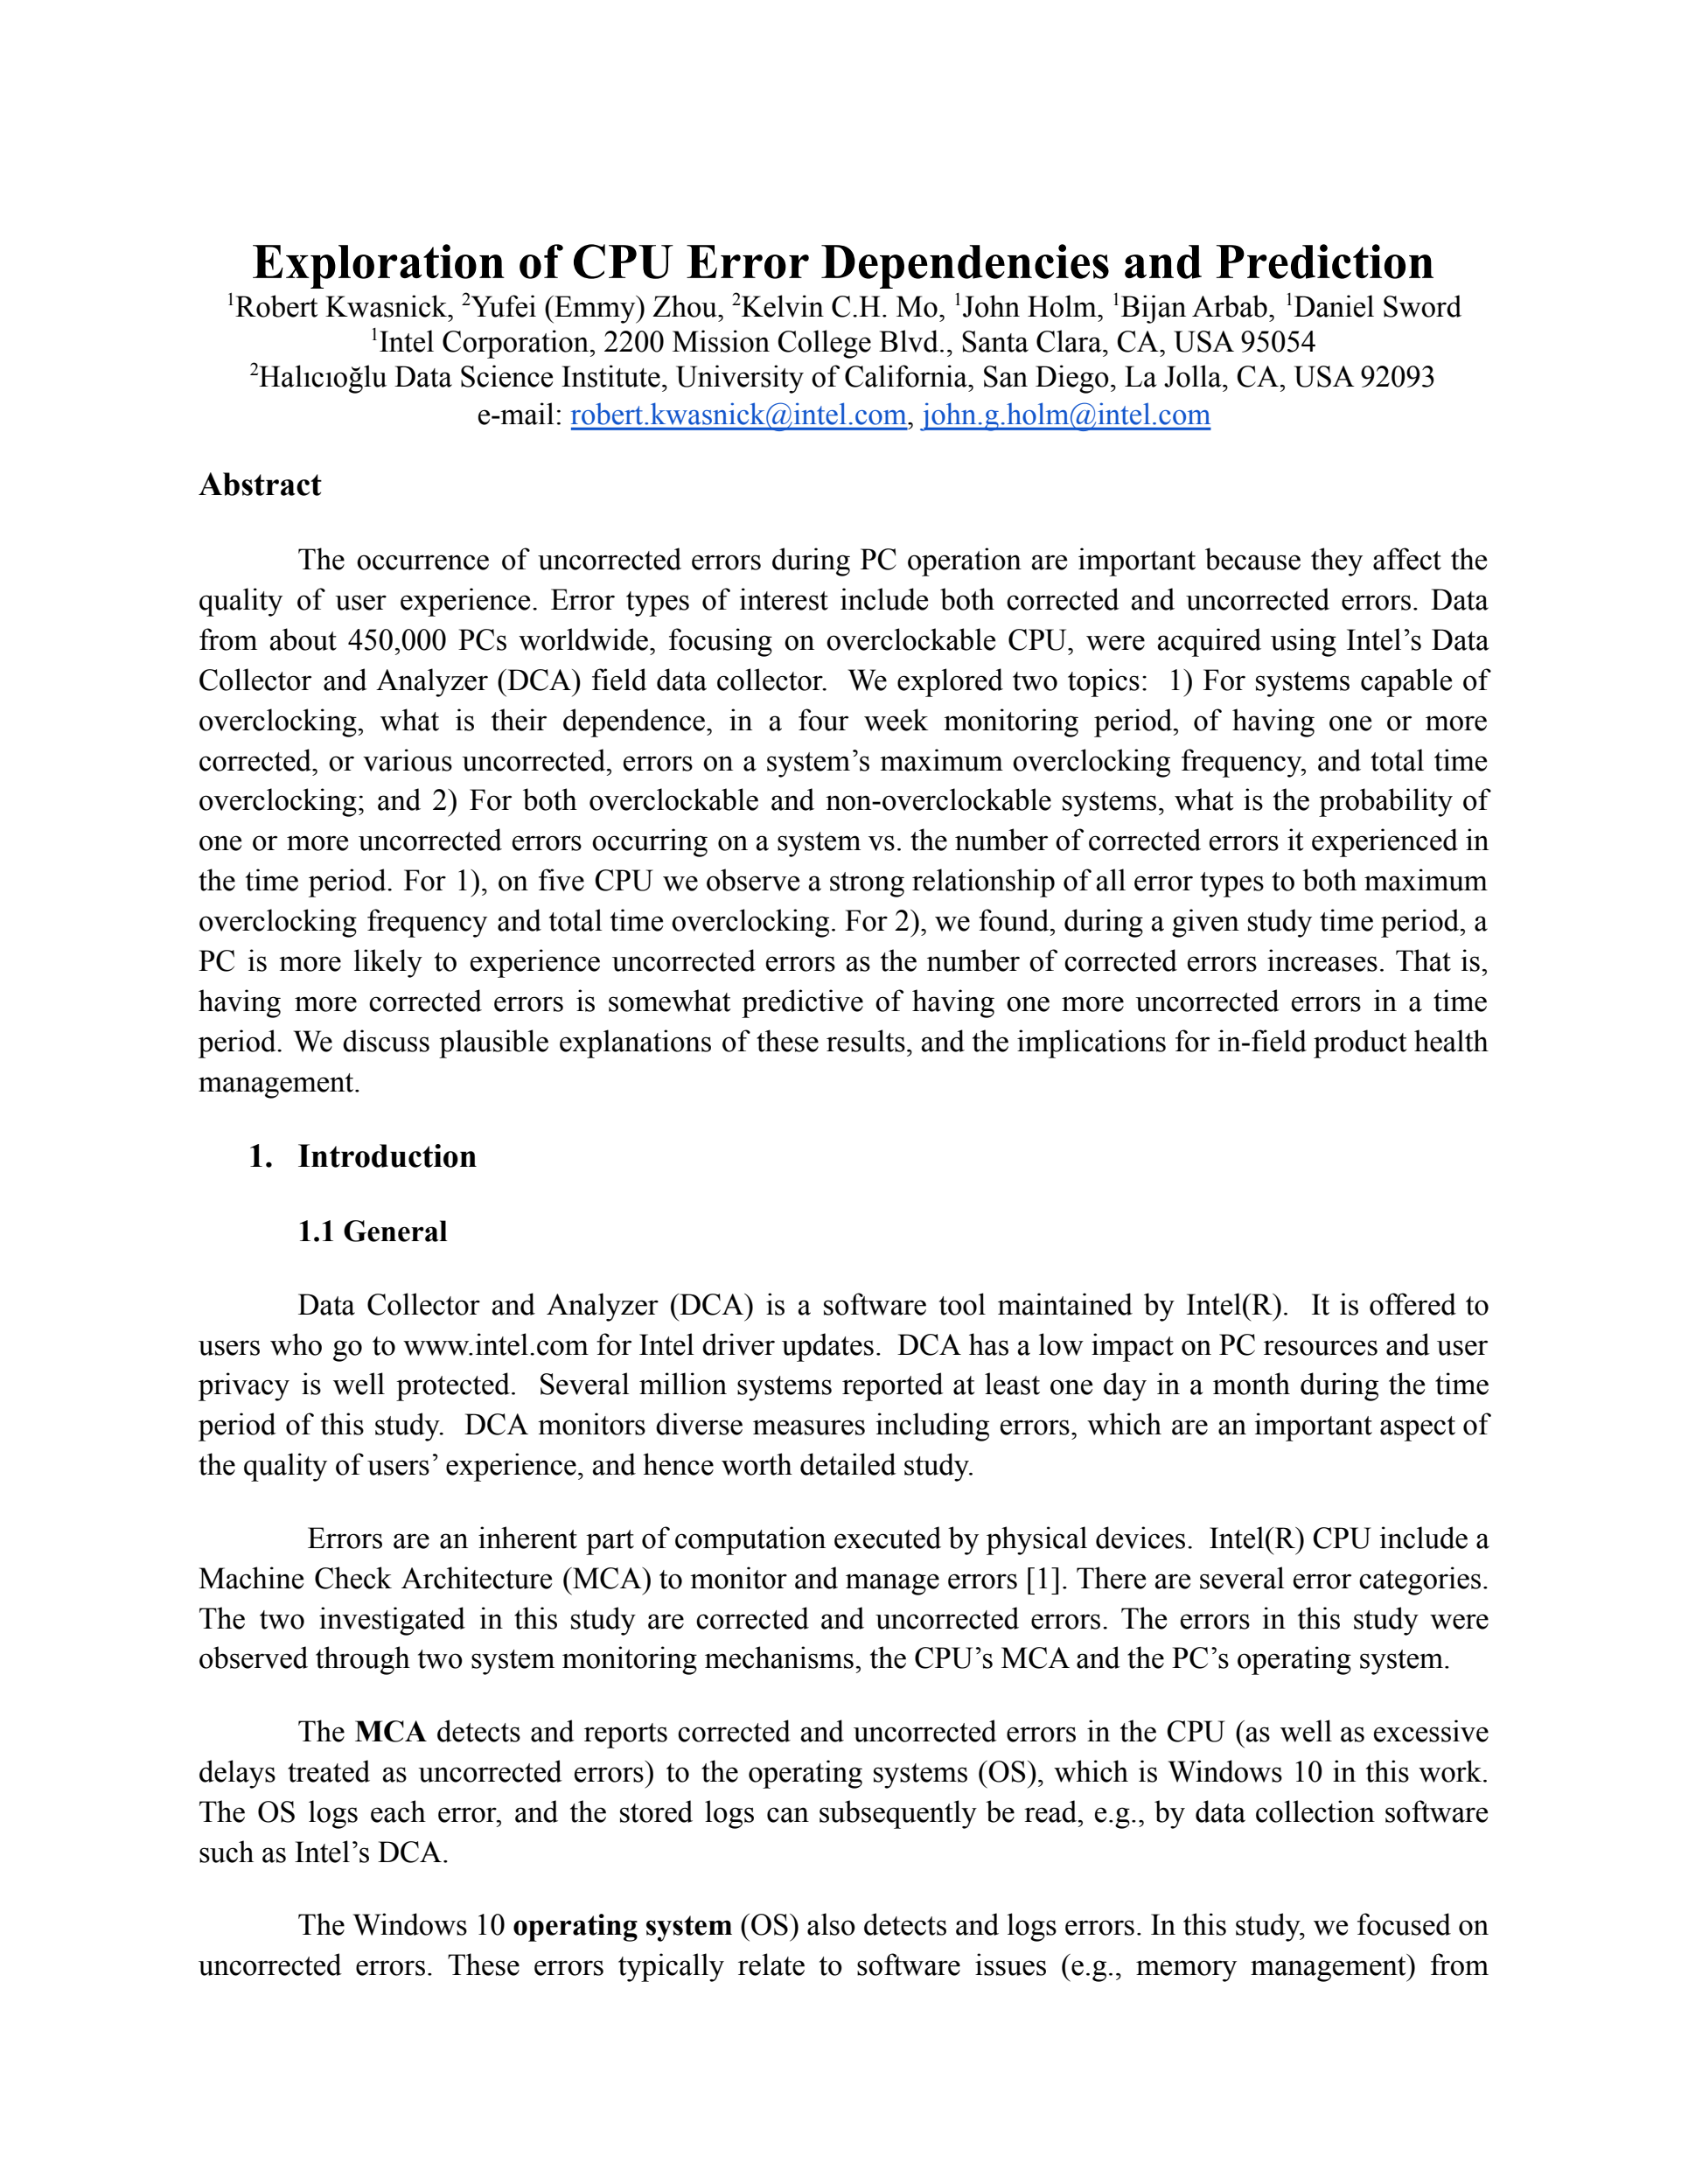 Exploration of CPU Error Dependencies and Prediction
1Robert Kwasnick, 2Yufei (Emmy) Zhou, 2Kelvin C.H. Mo, 1John Holm, 1Bijan Arbab, 1Daniel Sword
1Intel Corporation, 2200 Mission College Blvd., Santa Clara, CA, USA 95054
2Halıcıoğlu Data Science Institute, University of California, San Diego, La Jolla, CA, USA 92093
e-mail: robert.kwasnick@intel.com, john.g.holm@intel.com
Abstract
The occurrence of uncorrected errors during PC operation are important because they affect the
quality of user experience. Error types of interest include both corrected and uncorrected errors. Data
from about 450,000 PCs worldwide, focusing on overclockable CPU, were acquired using Intel’s Data
Collector and Analyzer (DCA) field data collector. We explored two topics: 1) For systems capable of
overclocking, what is their dependence, in a four week monitoring period, of having one or more
corrected, or various uncorrected, errors on a system’s maximum overclocking frequency, and total time
overclocking; and 2) For both overclockable and non-overclockable systems, what is the probability of
one or more uncorrected errors occurring on a system vs. the number of corrected errors it experienced in
the time period. For 1), on five CPU we observe a strong relationship of all error types to both maximum
overclocking frequency and total time overclocking. For 2), we found, during a given study time period, a
PC is more likely to experience uncorrected errors as the number of corrected errors increases. That is,
having more corrected errors is somewhat predictive of having one more uncorrected errors in a time
period. We discuss plausible explanations of these results, and the implications for in-field product health
management.
1. Introduction
1.1 General
Data Collector and Analyzer (DCA) is a software tool maintained by Intel(R). It is offered to
users who go to www.intel.com for Intel driver updates. DCA has a low impact on PC resources and user
privacy is well protected. Several million systems reported at least one day in a month during the time
period of this study. DCA monitors diverse measures including errors, which are an important aspect of
the quality of users’ experience, and hence worth detailed study.
Errors are an inherent part of computation executed by physical devices. Intel(R) CPU include a
Machine Check Architecture (MCA) to monitor and manage errors [1]. There are several error categories.
The two investigated in this study are corrected and uncorrected errors. The errors in this study were
observed through two system monitoring mechanisms, the CPU’s MCA and the PC’s operating system.
The MCA detects and reports corrected and uncorrected errors in the CPU (as well as excessive
delays treated as uncorrected errors) to the operating systems (OS), which is Windows 10 in this work.
The OS logs each error, and the stored logs can subsequently be read, e.g., by data collection software
such as Intel’s DCA.
The Windows 10 operating system (OS) also detects and logs errors. In this study, we focused on
uncorrected errors. These errors typically relate to software issues (e.g., memory management) from